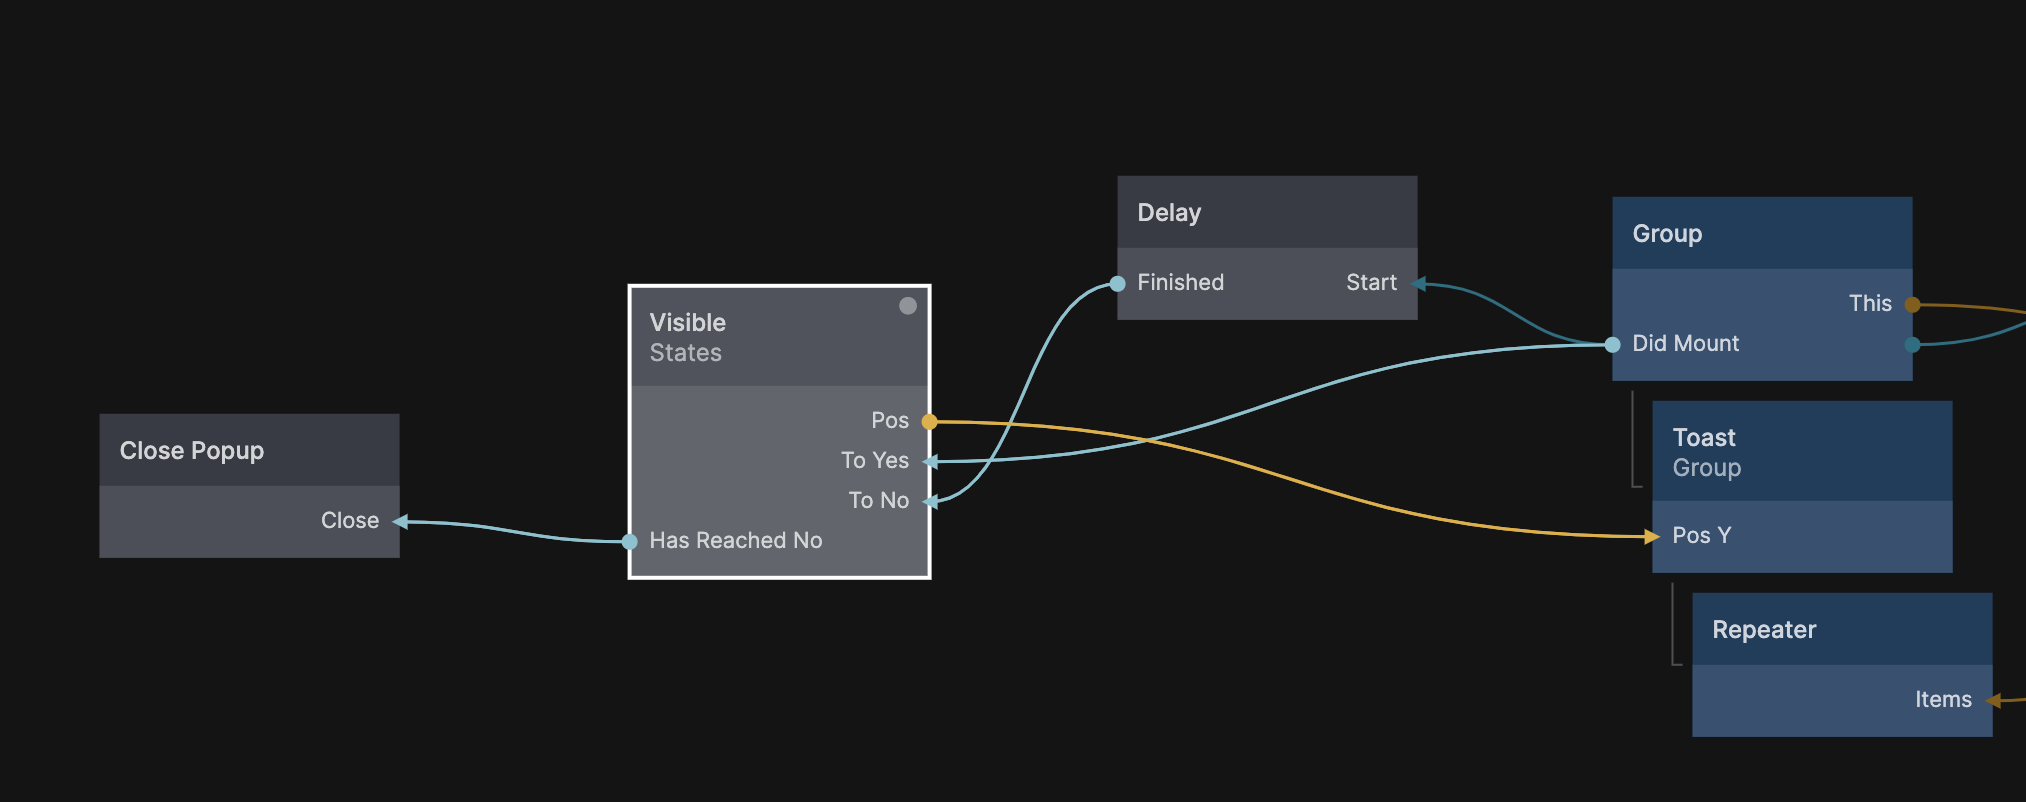 Close Popup
Close
Visible
States
Pos
To Yes
To No
Has Reached No
Delay
Finished
Start
Group
This
Did Mount
Toast
Group
Pos Y
Repeater
Items